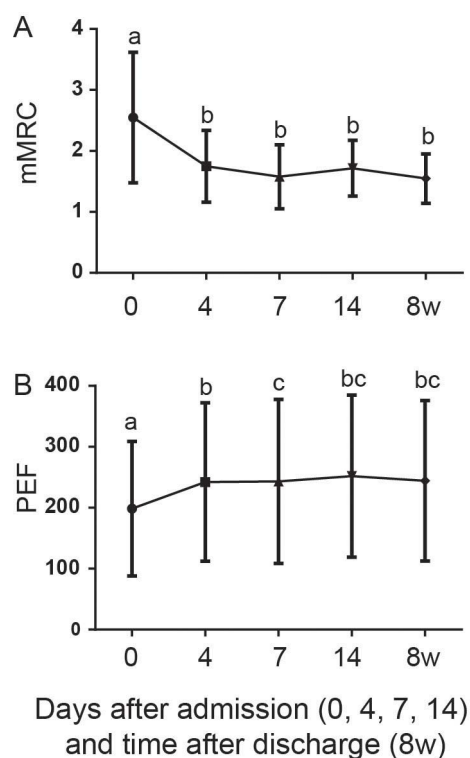 A
a
b
b
b
b
4
3
2
1
0
mMRC
0 4 7 14 8w
B
a
b
c
bc
bc
400
300
200
100
0
PEF
0 4 7 14 8w
Days after admission (0, 4, 7, 14)
and time after discharge (8w)